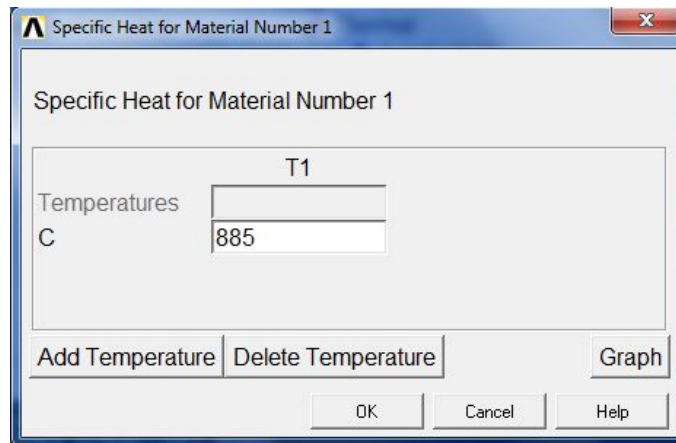 Specific Heat for Material Number 1
Specific Heat for Material Number 1
T1
Temperatures
C 885
Add Temperature Delete Temperature Graph
OK Cancel Help